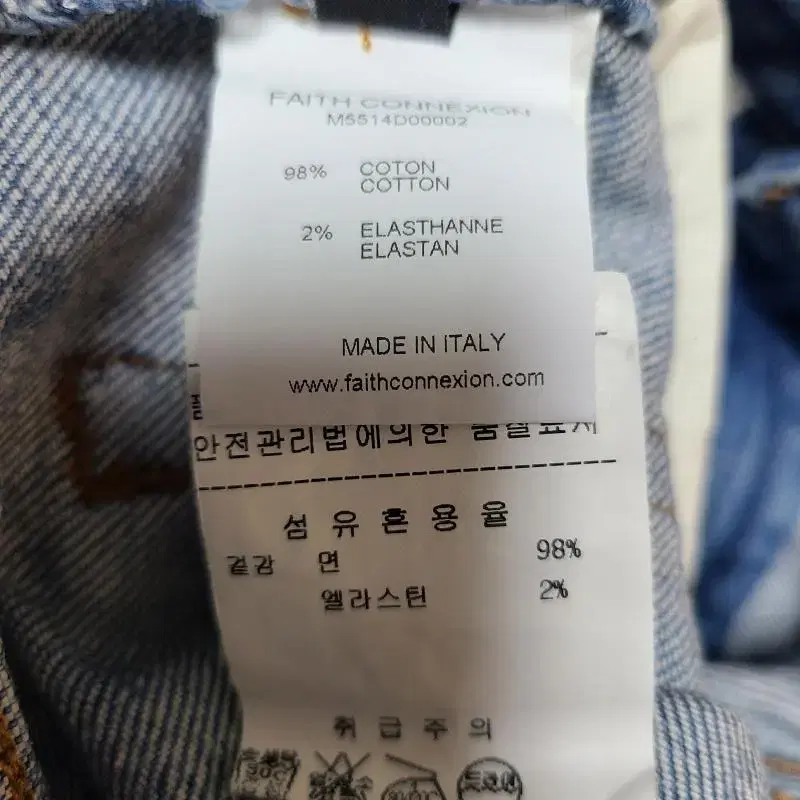 FAITH CONNEXION
M5514D00002
98% COTON
COTTON
2% ELASTHANNE
ELASTAN
MADE IN ITALY
www.faithconnexion.com
안전관리법에의한 품질표시
섬유혼용율
겉감 면 98%
엘라스틴 2%
취급주의